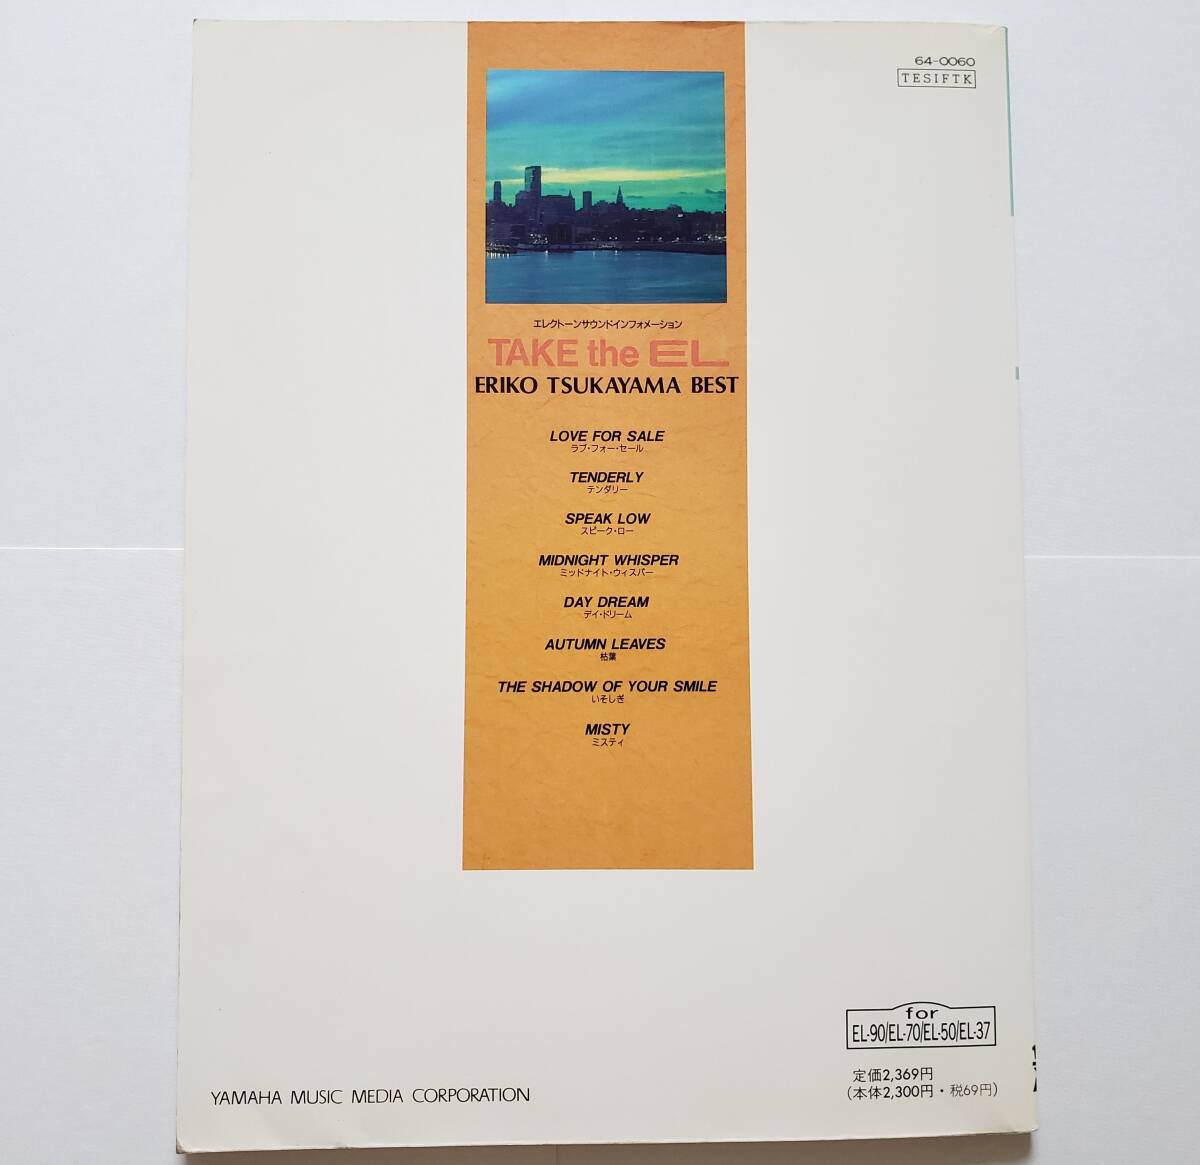 64-0060
TESIFTK
エレクトーンサウンドインフォメーション
TAKE the EL
ERIKO TSUKAYAMA BEST
LOVE FOR SALE
ラブ・フォー・セール
TENDERLY
テンダリー
SPEAK LOW
スピーク・ロー
MIDNIGHT WHISPER
ミッドナイト・ウィスパー
DAY DREAM
デイ・ドリーム
AUTUMN LEAVES
枯葉
THE SHADOW OF YOUR SMILE
いそしぎ
MISTY
ミスティ
for
EL-90/EL-70/EL-50/EL-37
定価2,369円
(本体2,300円・税69円)
YAMAHA MUSIC MEDIA CORPORATION